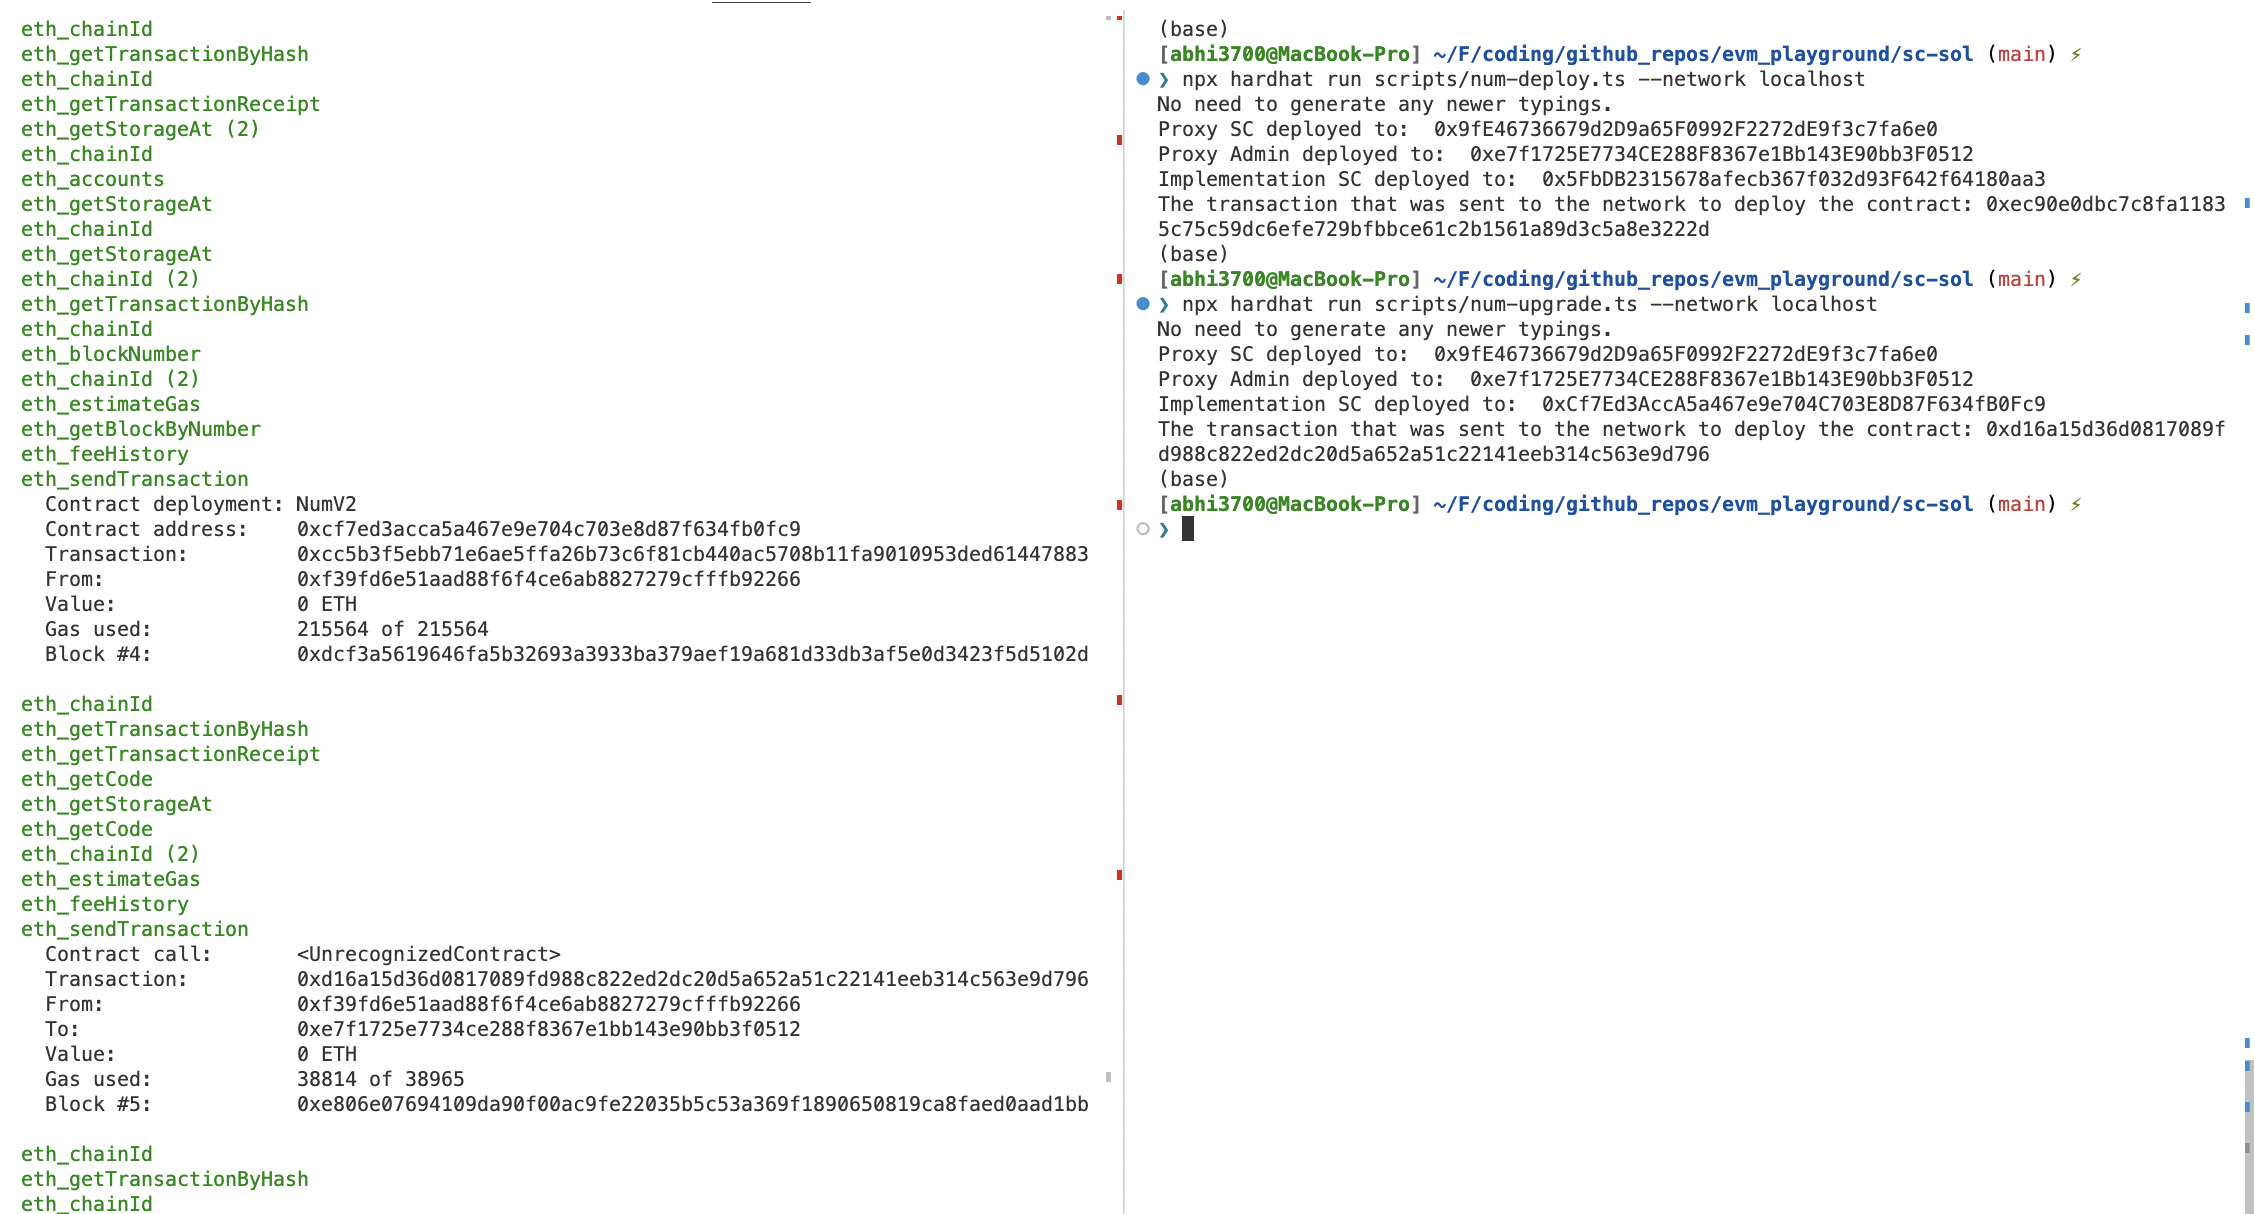 eth_chainId
eth_getTransactionByHash
eth_chainId
eth_getTransactionReceipt
eth_getStorageAt (2)
eth_chainId
eth_accounts
eth_getStorageAt
eth_chainId
eth_getStorageAt
eth_chainId (2)
eth_getTransactionByHash
eth_chainId
eth_blockNumber
eth_chainId (2)
eth_estimateGas
eth_getBlockByNumber
eth_feeHistory
eth_sendTransaction
  Contract deployment: NumV2
  Contract address:    0xcf7ed3acca5a467e9e704c703e8d87f634fb0fc9
  Transaction:         0xcc5b3f5ebb71e6ae5ffa26b73c6f81cb440ac5708b11fa9010953ded61447883
  From:                0xf39fd6e51aad88f6f4ce6ab8827279cfffb92266
  Value:               0 ETH
  Gas used:            215564 of 215564
  Block #4:            0xdcf3a5619646fa5b32693a3933ba379aef19a681d33db3af5e0d3423f5d5102d
eth_chainId
eth_getTransactionByHash
eth_getTransactionReceipt
eth_getCode
eth_getStorageAt
eth_getCode
eth_chainId (2)
eth_estimateGas
eth_feeHistory
eth_sendTransaction
  Contract call:       <UnrecognizedContract>
  Transaction:         0xd16a15d36d0817089fd988c822ed2dc20d5a652a51c22141eeb314c563e9d796
  From:                0xf39fd6e51aad88f6f4ce6ab8827279cfffb92266
  To:                  0xe7f1725e7734ce288f8367e1bb143e90bb3f0512
  Value:               0 ETH
  Gas used:            38814 of 38965
  Block #5:            0xe806e07694109da90f00ac9fe22035b5c53a369f1890650819ca8faed0aad1bb
eth_chainId
eth_getTransactionByHash
eth_chainId
(base)
[abhi3700@MacBook-Pro] ~/F/coding/github_repos/evm_playground/sc-sol (main) ⚡
❯ npx hardhat run scripts/num-deploy.ts --network localhost
No need to generate any newer typings.
Proxy SC deployed to:  0x9fE46736679d2D9a65F0992F2272dE9f3c7fa6e0
Proxy Admin deployed to:  0xe7f1725E7734CE288F8367e1Bb143E90bb3F0512
Implementation SC deployed to:  0x5FbDB2315678afecb367f032d93F642f64180aa3
The transaction that was sent to the network to deploy the contract: 0xec90e0dbc7c8fa1183
5c75c59dc6efe729bfbbce61c2b1561a89d3c5a8e3222d
(base)
[abhi3700@MacBook-Pro] ~/F/coding/github_repos/evm_playground/sc-sol (main) ⚡
❯ npx hardhat run scripts/num-upgrade.ts --network localhost
No need to generate any newer typings.
Proxy SC deployed to:  0x9fE46736679d2D9a65F0992F2272dE9f3c7fa6e0
Proxy Admin deployed to:  0xe7f1725E7734CE288F8367e1Bb143E90bb3F0512
Implementation SC deployed to:  0xCf7Ed3AccA5a467e9e704C703E8D87F634fB0Fc9
The transaction that was sent to the network to deploy the contract: 0xd16a15d36d0817089f
d988c822ed2dc20d5a652a51c22141eeb314c563e9d796
(base)
[abhi3700@MacBook-Pro] ~/F/coding/github_repos/evm_playground/sc-sol (main) ⚡
❯